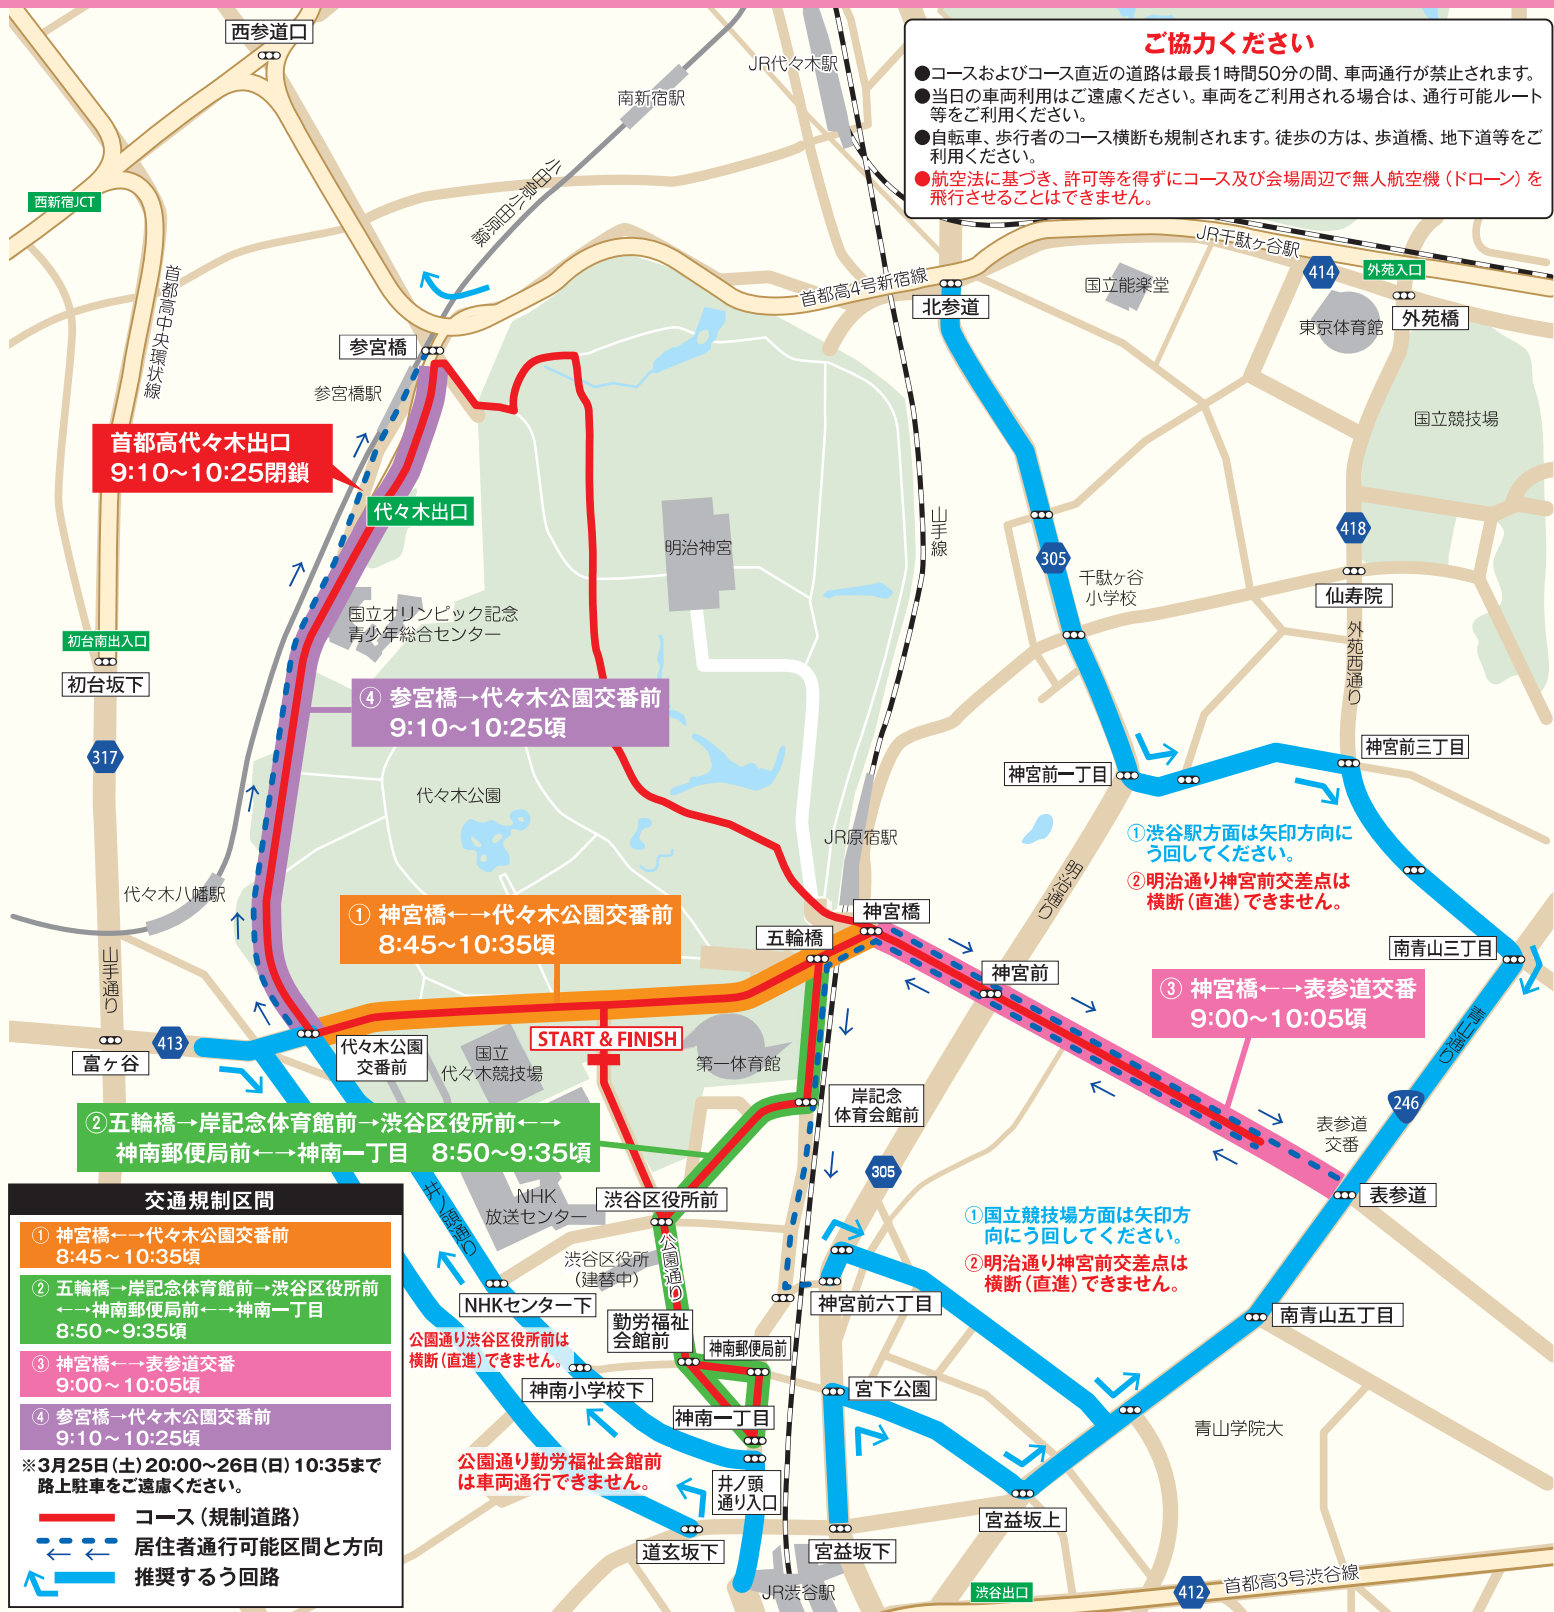 ご協力ください
●コースおよびコース直近の道路は最長1時間50分の間、車両通行が禁止されます。
●当日の車両利用はご遠慮ください。車両をご利用される場合は、通行可能ルート
等をご利用ください。
●自転車、歩行者のコース横断も規制されます。徒歩の方は、歩道橋、地下道等をご
利用ください。
●航空法に基づき、許可等を得ずにコース及び会場周辺で無人航空機（ドローン）を
飛行させることはできません。
西参道口
JR代々木駅
南新宿駅
小田急小田原線
西新宿JCT
首都高中央環状線
首都高4号新宿線
JR千駄ヶ谷駅
414
外苑入口
国立能楽堂
北参道
東京体育館
外苑橋
参宮橋
参宮橋駅
国立競技場
首都高代々木出口
9:10～10:25閉鎖
代々木出口
明治神宮
山手線
305
418
千駄ヶ谷
小学校
仙寿院
国立オリンピック記念
青少年総合センター
初台南出入口
初台坂下
外苑西通り
④ 参宮橋→代々木公園交番前
9:10～10:25頃
317
神宮前三丁目
神宮前一丁目
代々木公園
JR原宿駅
①渋谷駅方面は矢印方向に
う回してください。
②明治通り神宮前交差点は
横断（直進）できません。
明治通り
代々木八幡駅
① 神宮橋←→代々木公園交番前
8:45～10:35頃
神宮橋
五輪橋
南青山三丁目
山手通り
神宮前
③ 神宮橋←→表参道交番
9:00～10:05頃
青山通り
富ヶ谷
413
代々木公園
交番前
START & FINISH
国立
代々木競技場
第一体育館
岸記念
体育会館前
246
表参道
交番
②五輪橋→岸記念体育館前→渋谷区役所前←→
神南郵便局前←→神南一丁目　8:50～9:35頃
305
表参道
NHK
放送センター
渋谷区役所前
井ノ頭通り
公園通り
渋谷区役所
（建替中）
①国立競技場方面は矢印方
向にう回してください。
②明治通り神宮前交差点は
横断（直進）できません。
NHKセンター下
神宮前六丁目
南青山五丁目
勤労福祉
会館前
公園通り渋谷区役所前は
横断（直進）できません。
神南郵便局前
神南小学校下
宮下公園
神南一丁目
青山学院大
公園通り勤労福祉会館前
は車両通行できません。
井ノ頭
通り入口
宮益坂上
道玄坂下
宮益坂下
JR渋谷駅
渋谷出口
412
首都高3号渋谷線
交通規制区間
① 神宮橋←→代々木公園交番前
8:45～10:35頃
② 五輪橋→岸記念体育館前→渋谷区役所前
←→神南郵便局前←→神南一丁目
8:50～9:35頃
③ 神宮橋←→表参道交番
9:00～10:05頃
④ 参宮橋→代々木公園交番前
9:10～10:25頃
※3月25日（土）20:00～26日（日）10:35まで
路上駐車をご遠慮ください。
コース（規制道路）
居住者通行可能区間と方向
推奨するう回路